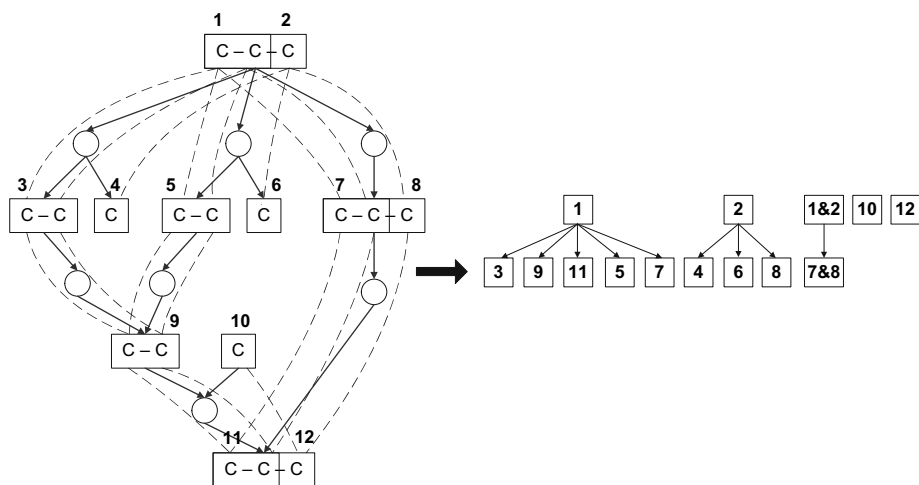 1 2
C – C – C
3 4 5 6 7 8
C – C C C – C C C – C – C
9 10
C – C C
11 12
C – C – C
1 2 1&2 10 12
3 9 11 5 7 4 6 8 7&8